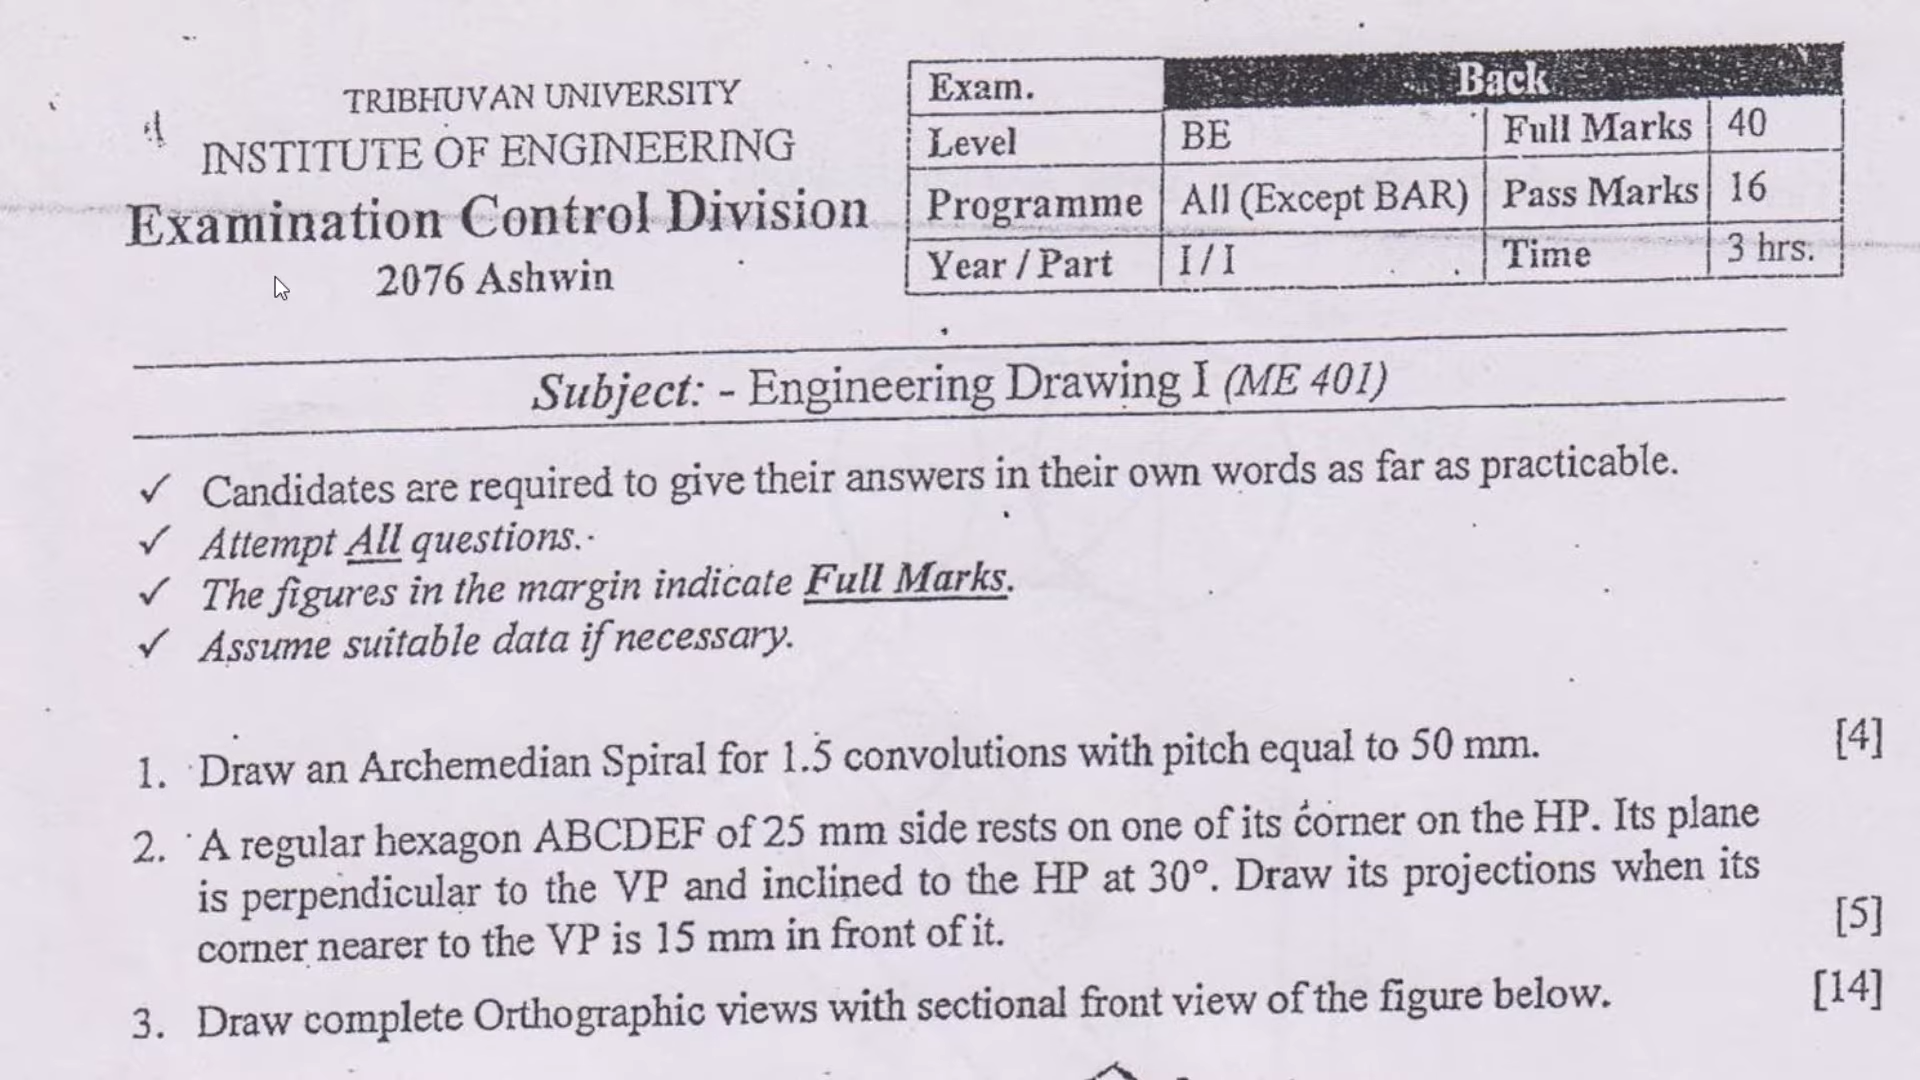 TRIBHUVAN UNIVERSITY
INSTITUTE OF ENGINEERING
Examination Control Division
2076 Ashwin
Exam. Back
Level BE Full Marks 40
Programme All (Except BAR) Pass Marks 16
Year / Part I / I Time 3 hrs.
Subject: - Engineering Drawing I (ME 401)
✓ Candidates are required to give their answers in their own words as far as practicable.
✓ Attempt All questions.
✓ The figures in the margin indicate Full Marks.
✓ Assume suitable data if necessary.
1. Draw an Archemedian Spiral for 1.5 convolutions with pitch equal to 50 mm. [4]
2. A regular hexagon ABCDEF of 25 mm side rests on one of its corner on the HP. Its plane
is perpendicular to the VP and inclined to the HP at 30°. Draw its projections when its
corner nearer to the VP is 15 mm in front of it. [5]
3. Draw complete Orthographic views with sectional front view of the figure below. [14]